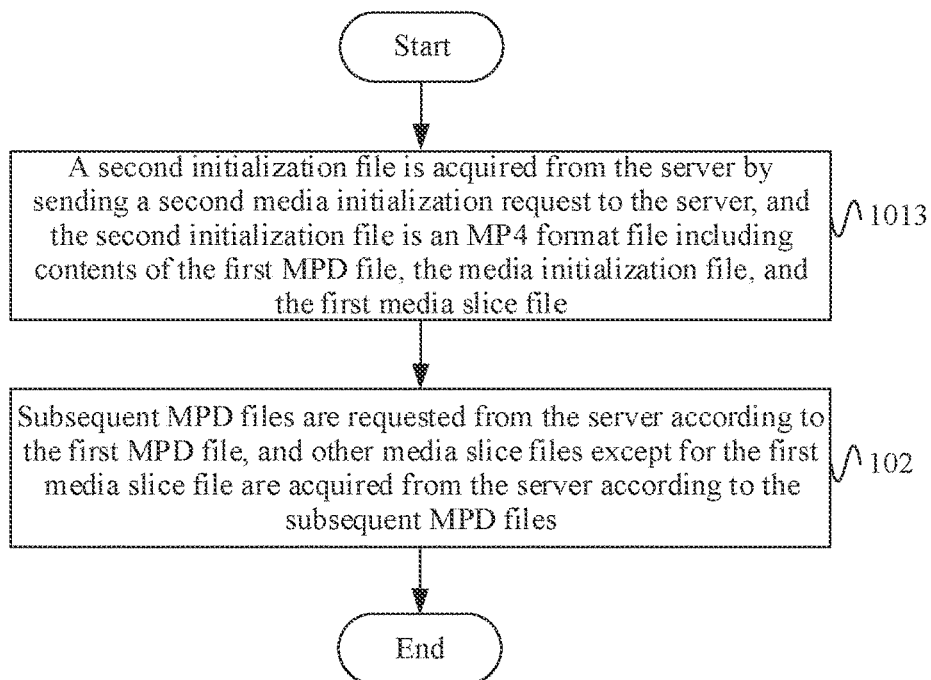 Start
A second initialization file is acquired from the server by
sending a second media initialization request to the server, and
the second initialization file is an MP4 format file including
contents of the first MPD file, the media initialization file, and
the first media slice file
1013
Subsequent MPD files are requested from the server according to
the first MPD file, and other media slice files except for the first
media slice file are acquired from the server according to the
subsequent MPD files
102
End